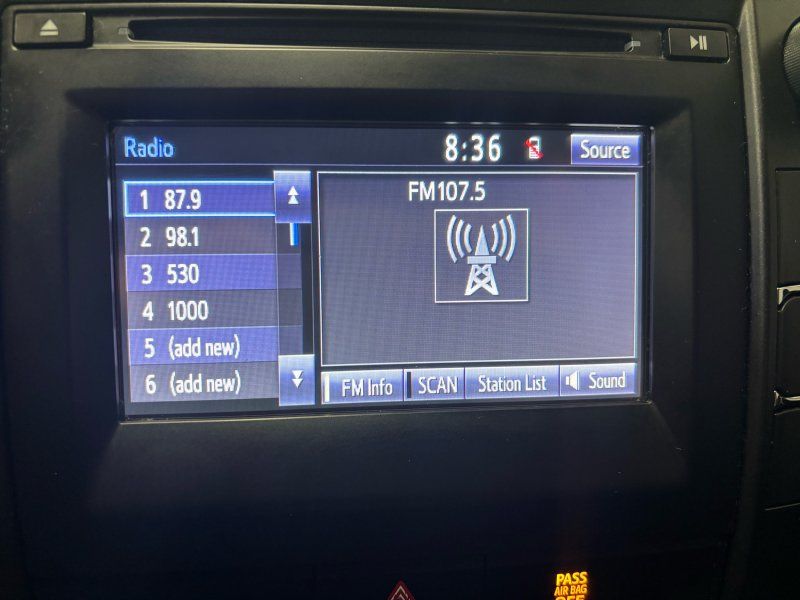 Radio 8:36 Source
1 87.9
2 98.1
3 530
4 1000
5 (add new)
6 (add new)
FM107.5
FM Info SCAN Station List Sound
PASS
AIR BAG
OFF